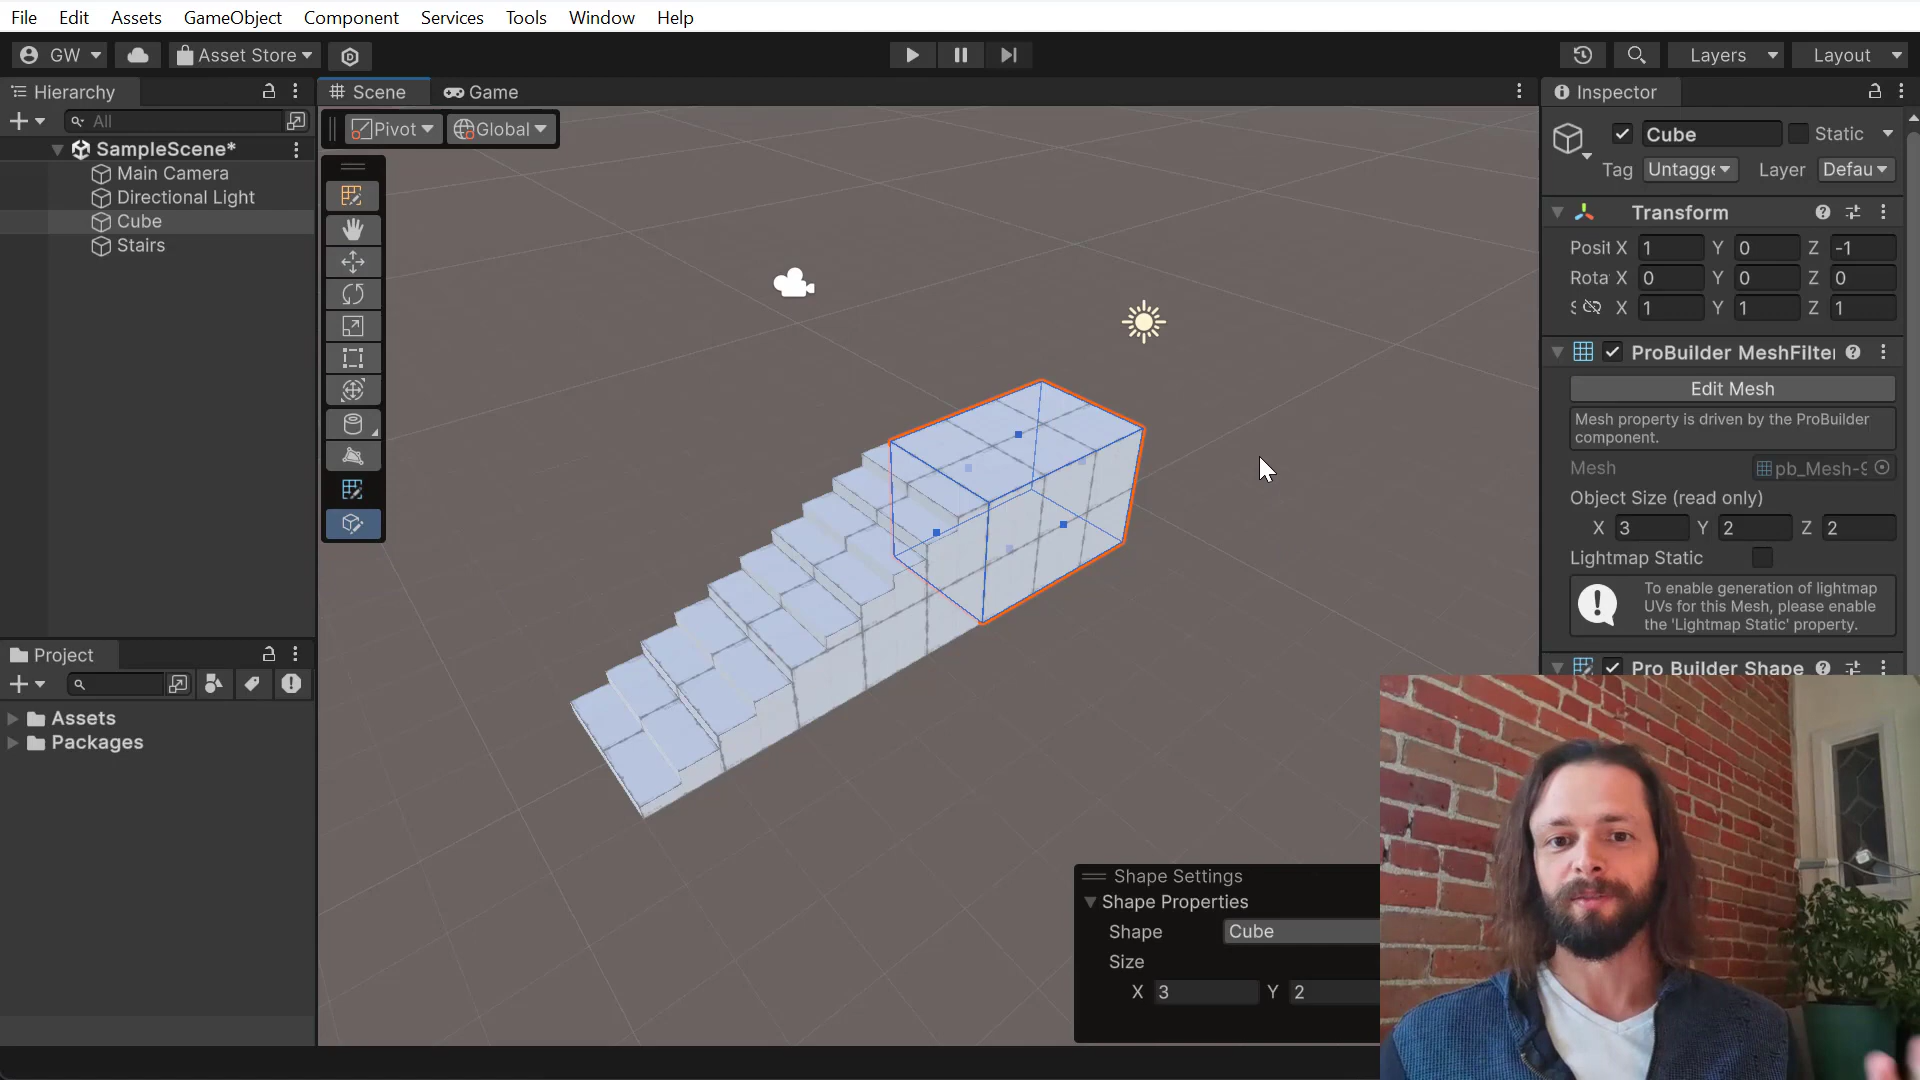 File Edit Assets GameObject Component Services Tools Window Help
GW Asset Store Layers Layout
Hierarchy Scene Game Inspector
All Pivot Global Cube Static
SampleScene* Tag Untagge Layer Defau
Main Camera
Directional Light
Cube
Stairs
Transform
Posit X 1 Y 0 Z -1
Rota X 0 Y 0 Z 0
X 1 Y 1 Z 1
ProBuilder MeshFilter
Edit Mesh
Mesh property is driven by the ProBuilder
component.
Mesh pb_Mesh-9
Object Size (read only)
X 3 Y 2 Z 2
Lightmap Static
To enable generation of lightmap
UVs for this Mesh, please enable
the 'Lightmap Static' property.
Pro Builder Shape
Project
Assets
Packages
Shape Settings
Shape Properties
Shape Cube
Size
X 3 Y 2